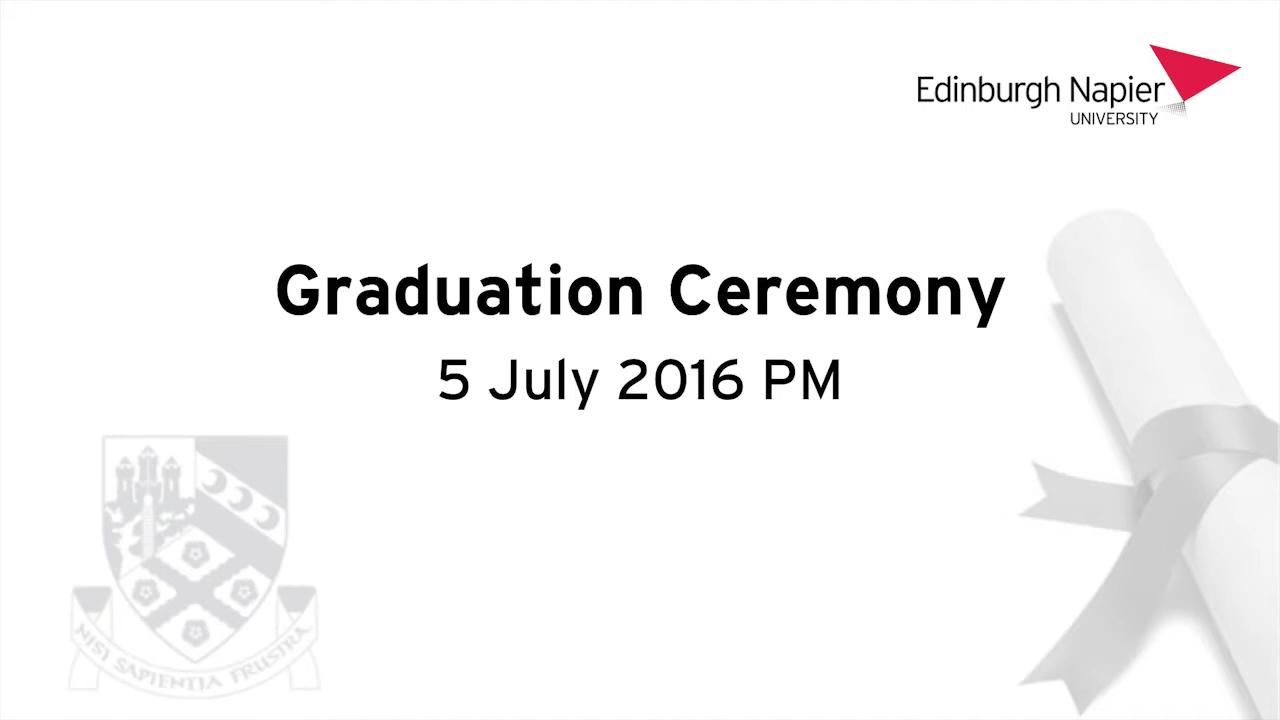 Edinburgh Napier
UNIVERSITY
Graduation Ceremony
5 July 2016 PM
NISI SAPIENTIA FRUSTRA